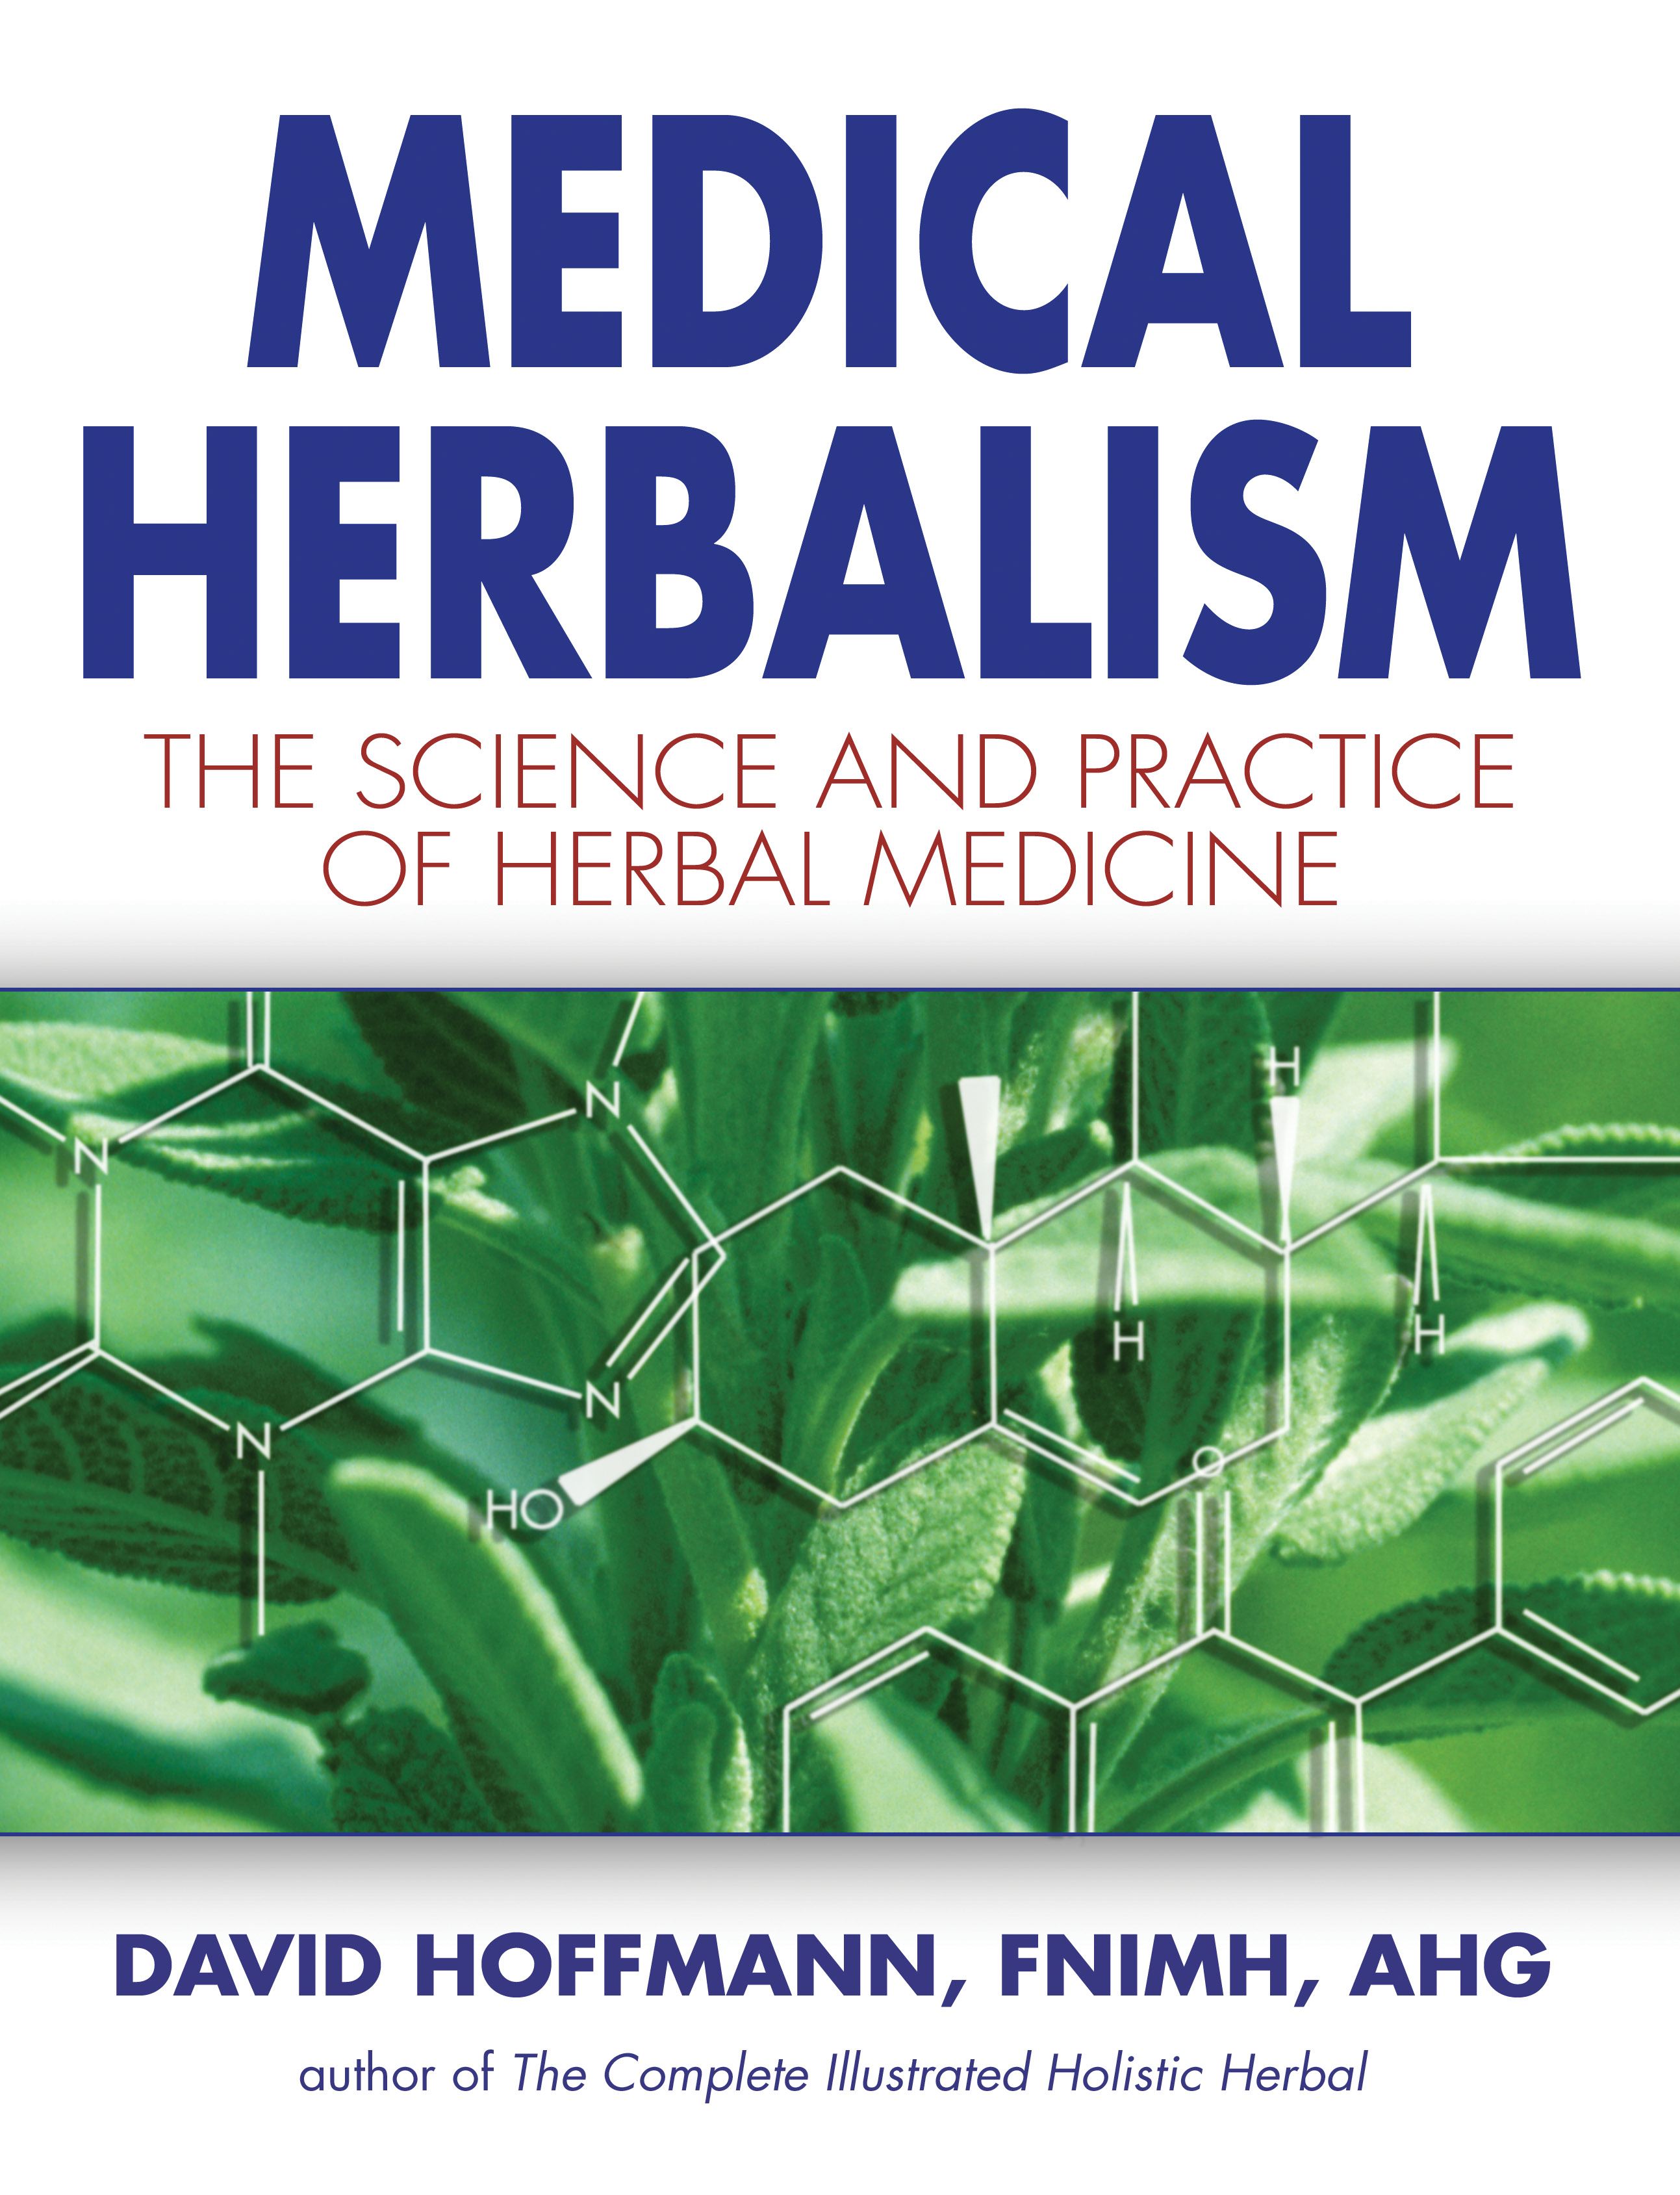 MEDICAL
HERBALISM
THE SCIENCE AND PRACTICE
OF HERBAL MEDICINE
N
N
H
H
H
N
N
O
HO
DAVID HOFFMANN, FNIMH, AHG
author of The Complete Illustrated Holistic Herbal